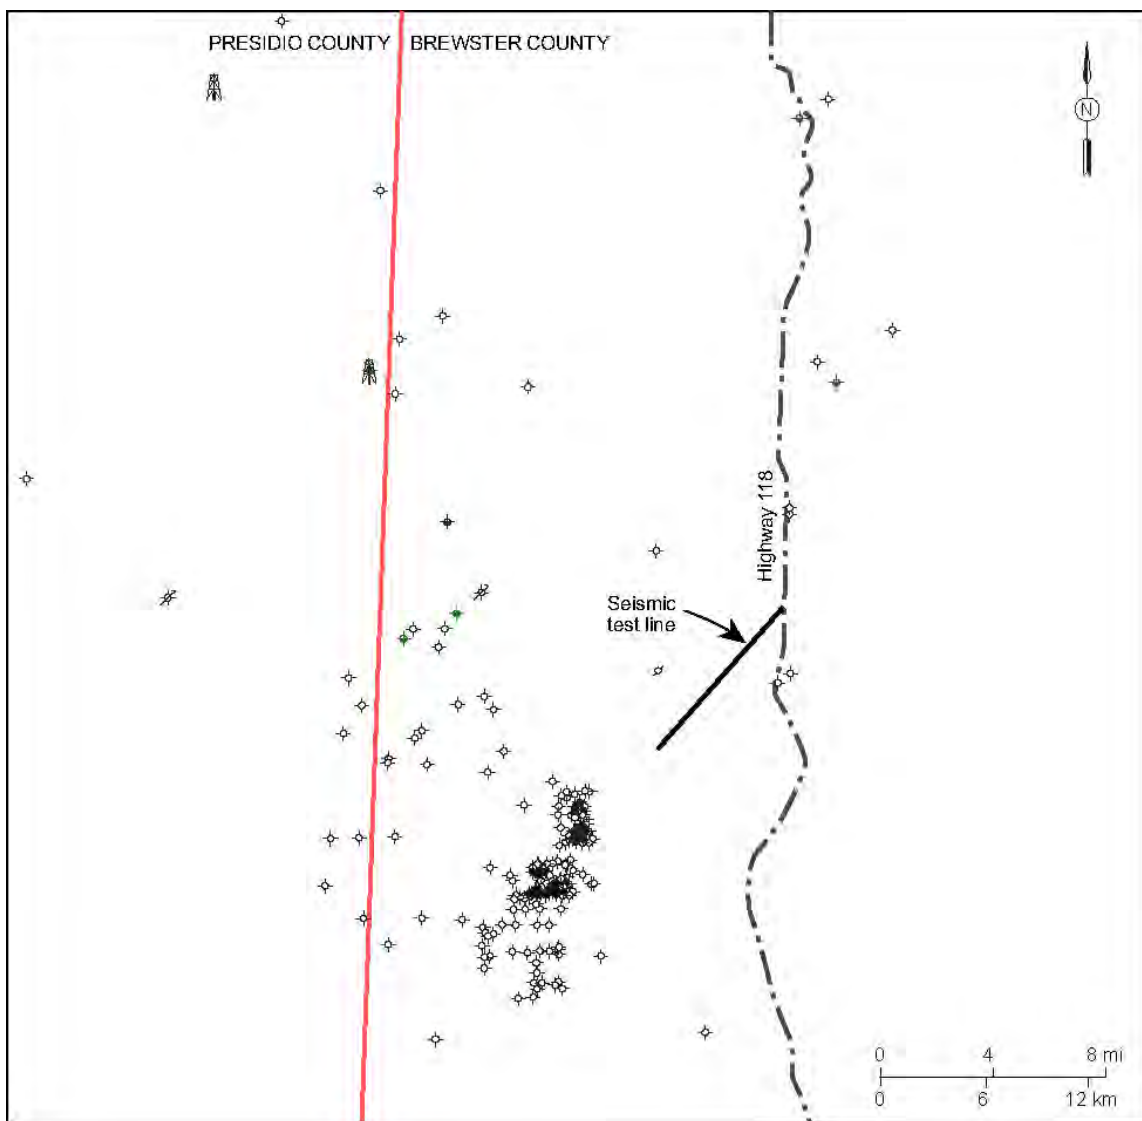 PRESIDIO COUNTY BREWSTER COUNTY
N
Highway 118
Seismic
test line
0 4 8 mi
0 6 12 km